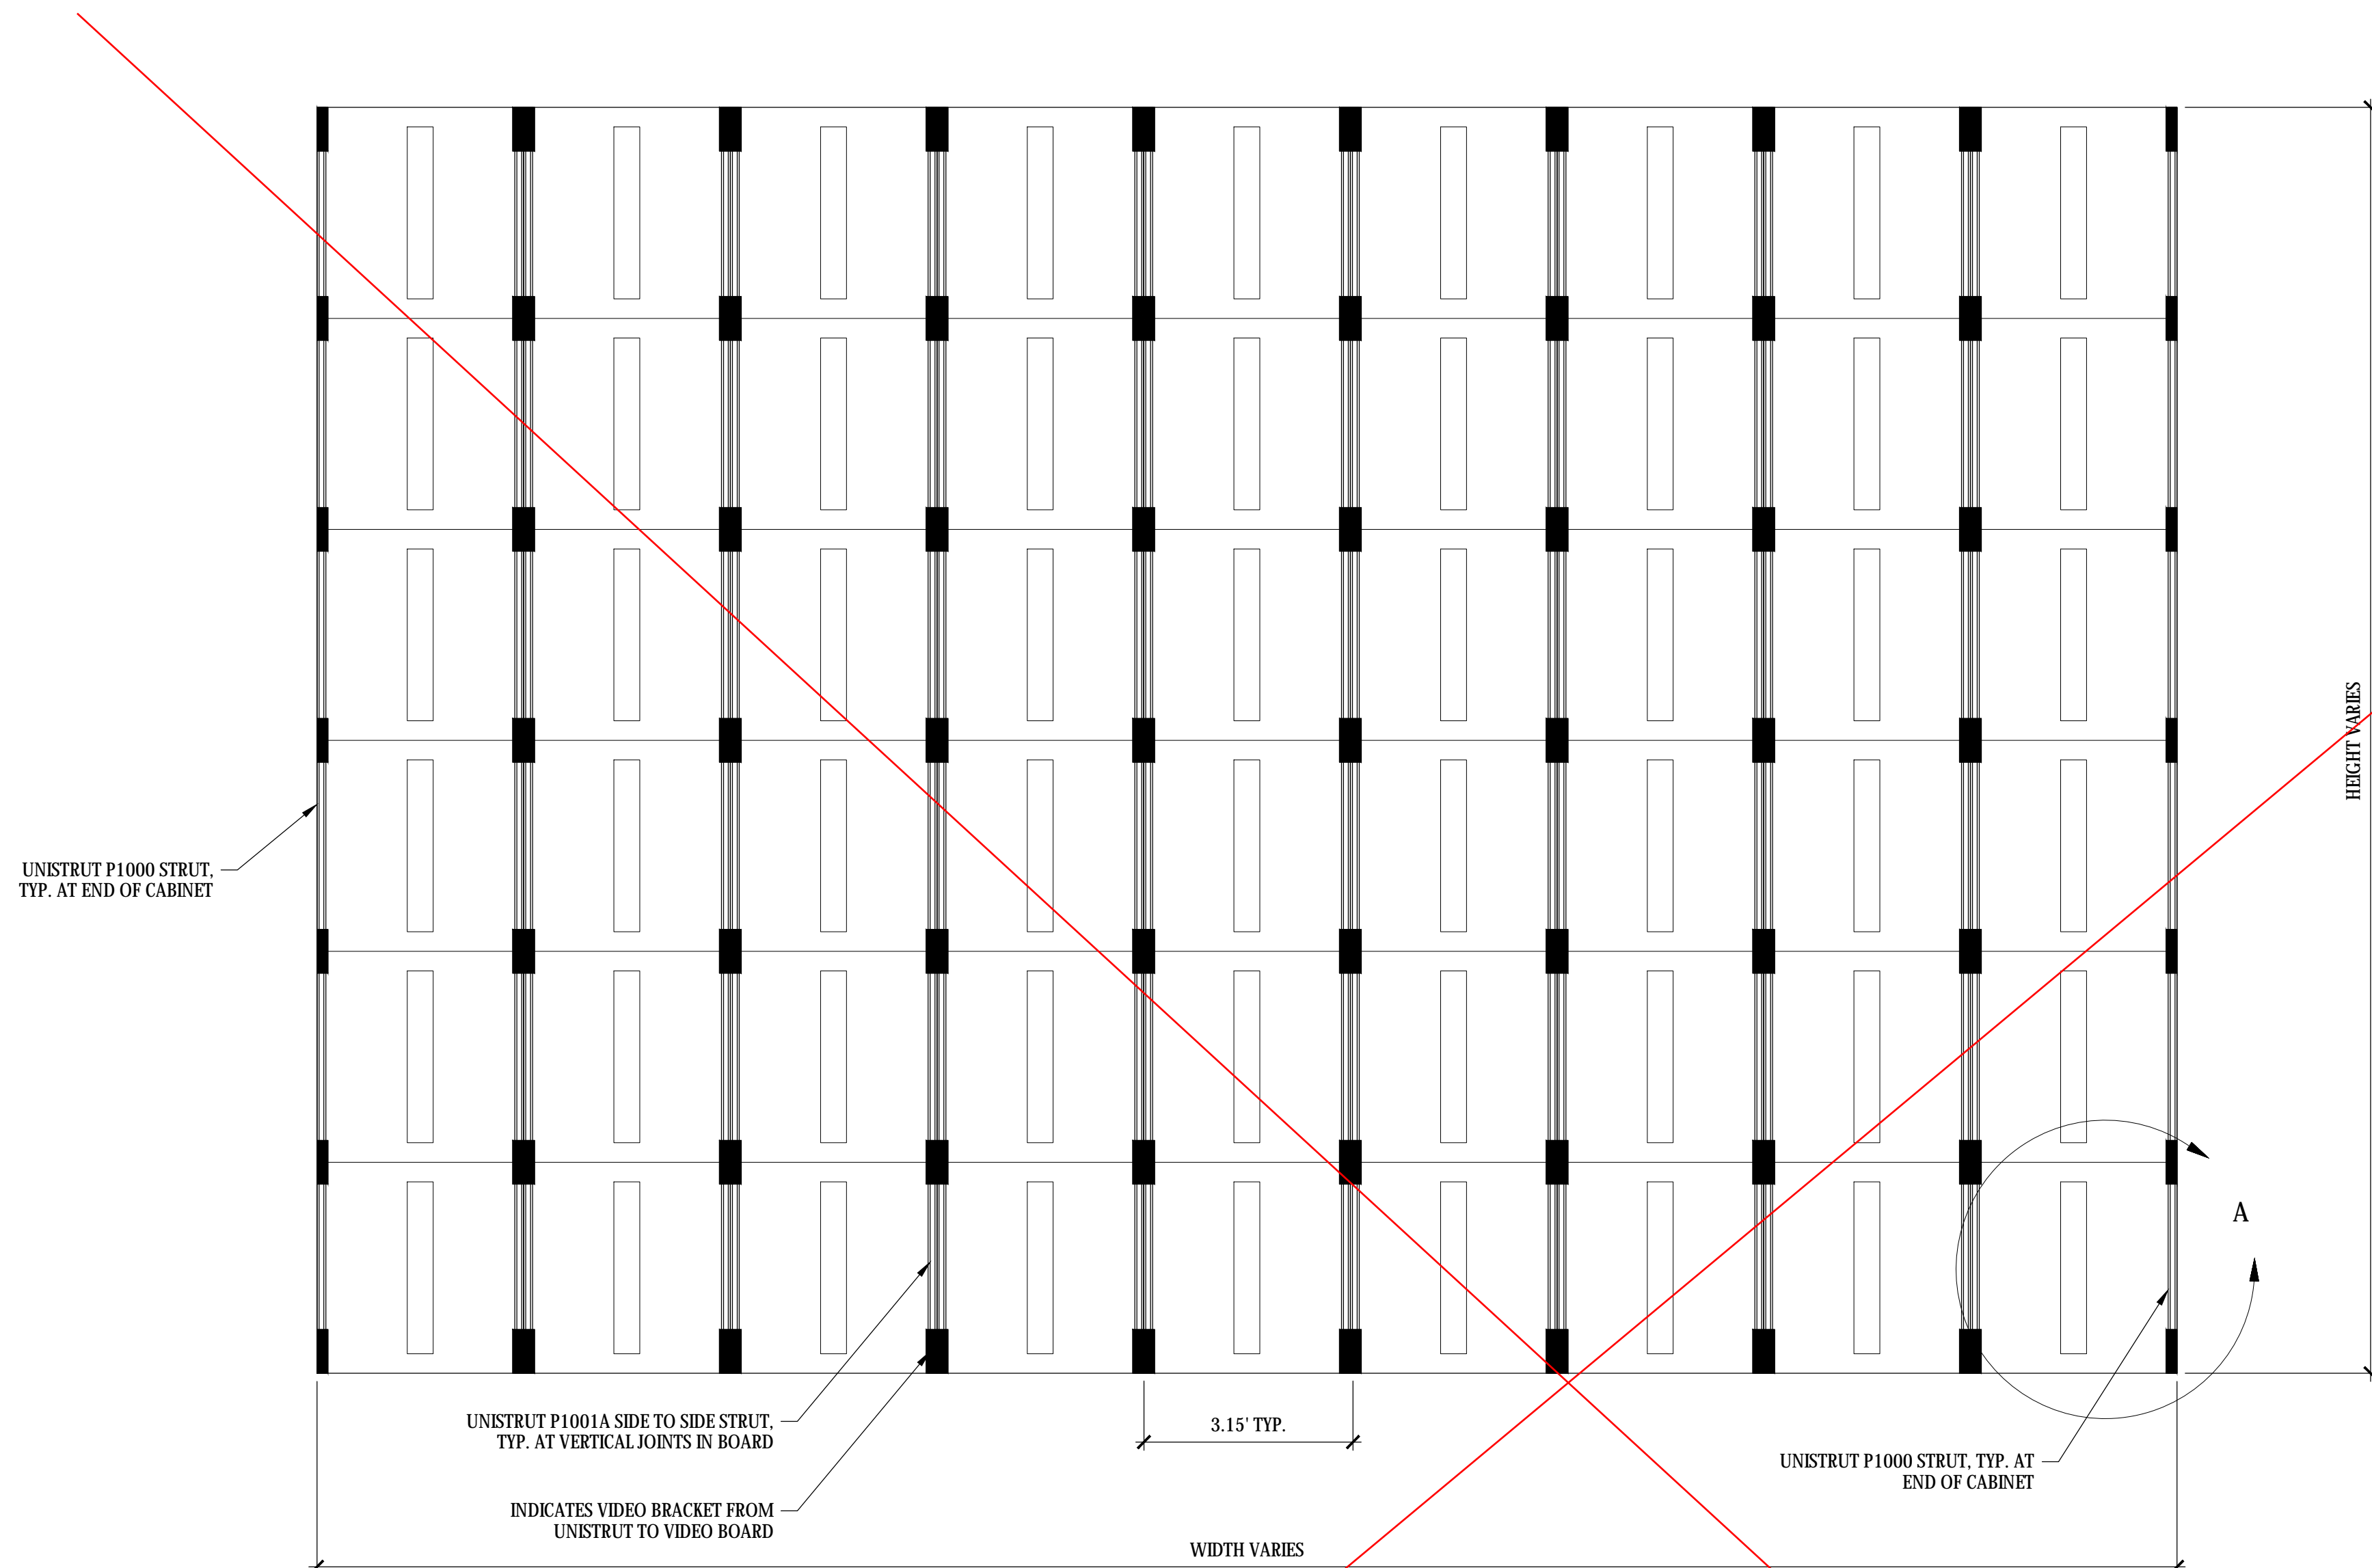 HEIGHT VARIES
UNISTRUT P1000 STRUT,
TYP. AT END OF CABINET
A
UNISTRUT P1001A SIDE TO SIDE STRUT,
TYP. AT VERTICAL JOINTS IN BOARD
3.15' TYP.
UNISTRUT P1000 STRUT, TYP. AT
END OF CABINET
INDICATES VIDEO BRACKET FROM
UNISTRUT TO VIDEO BOARD
WIDTH VARIES